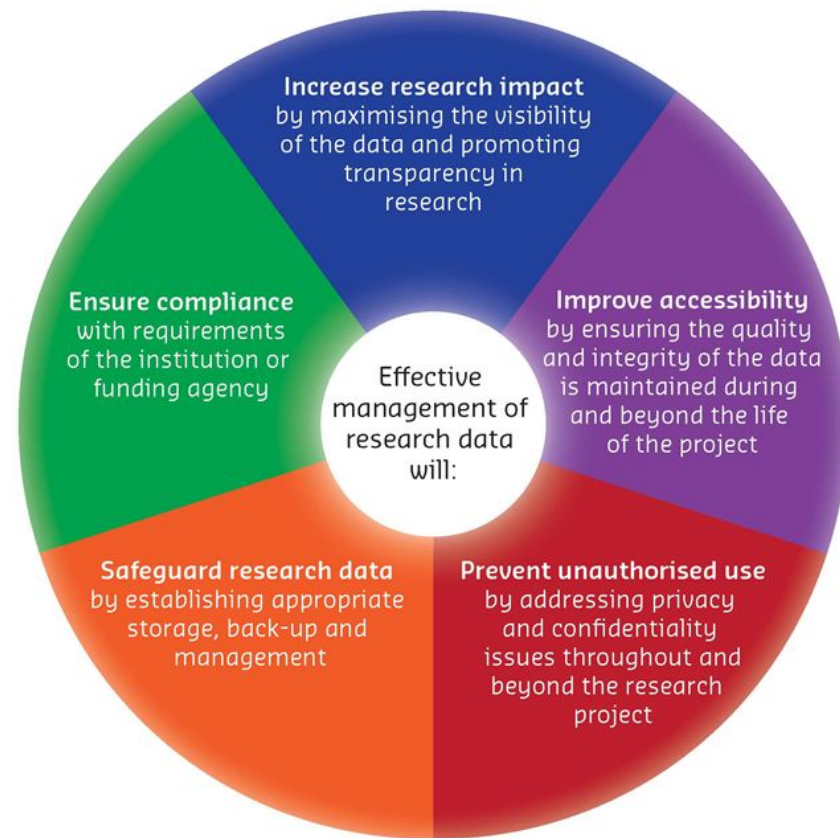 Increase research impact
by maximising the visibility
of the data and promoting
transparency in
research
Improve accessibility
by ensuring the quality
and integrity of the data
is maintained during
and beyond the life
of the project
Prevent unauthorised use
by addressing privacy
and confidentiality
issues throughout and
beyond the research
project
Safeguard research data
by establishing appropriate
storage, back-up and
management
Ensure compliance
with requirements
of the institution or
funding agency
Effective
management of
research data
will: